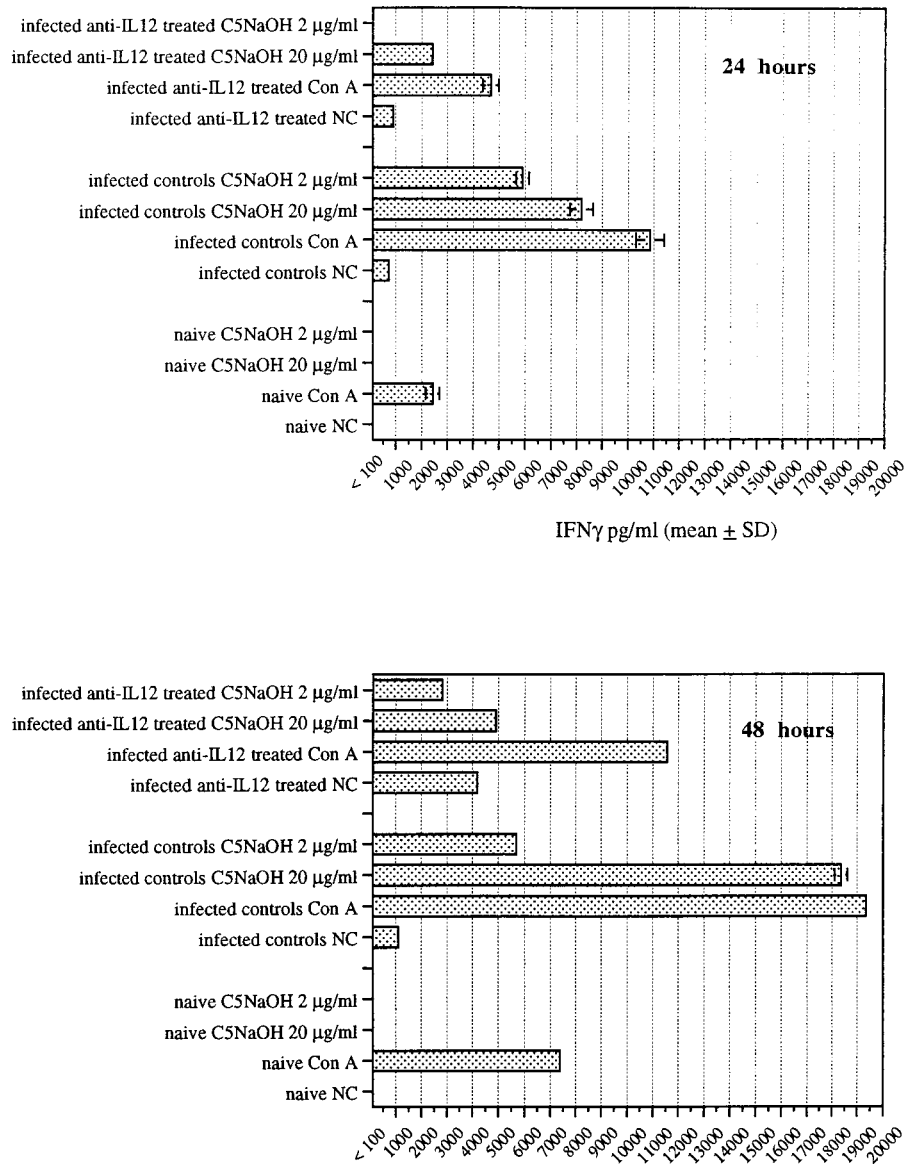 infected anti-IL12 treated C5NaOH 2 µg/ml
infected anti-IL12 treated C5NaOH 20 µg/ml
infected anti-IL12 treated Con A
infected anti-IL12 treated NC
infected controls C5NaOH 2 µg/ml
infected controls C5NaOH 20 µg/ml
infected controls Con A
infected controls NC
naive C5NaOH 2 µg/ml
naive C5NaOH 20 µg/ml
naive Con A
naive NC
24 hours
< 100 1000 2000 3000 4000 5000 6000 7000 8000 9000 10000 11000 12000 13000 14000 15000 16000 17000 18000 19000 20000
IFNγ pg/ml (mean ± SD)
infected anti-IL12 treated C5NaOH 2 µg/ml
infected anti-IL12 treated C5NaOH 20 µg/ml
infected anti-IL12 treated Con A
infected anti-IL12 treated NC
infected controls C5NaOH 2 µg/ml
infected controls C5NaOH 20 µg/ml
infected controls Con A
infected controls NC
naive C5NaOH 2 µg/ml
naive C5NaOH 20 µg/ml
naive Con A
naive NC
48 hours
< 100 1000 2000 3000 4000 5000 6000 7000 8000 9000 10000 11000 12000 13000 14000 15000 16000 17000 18000 19000 20000